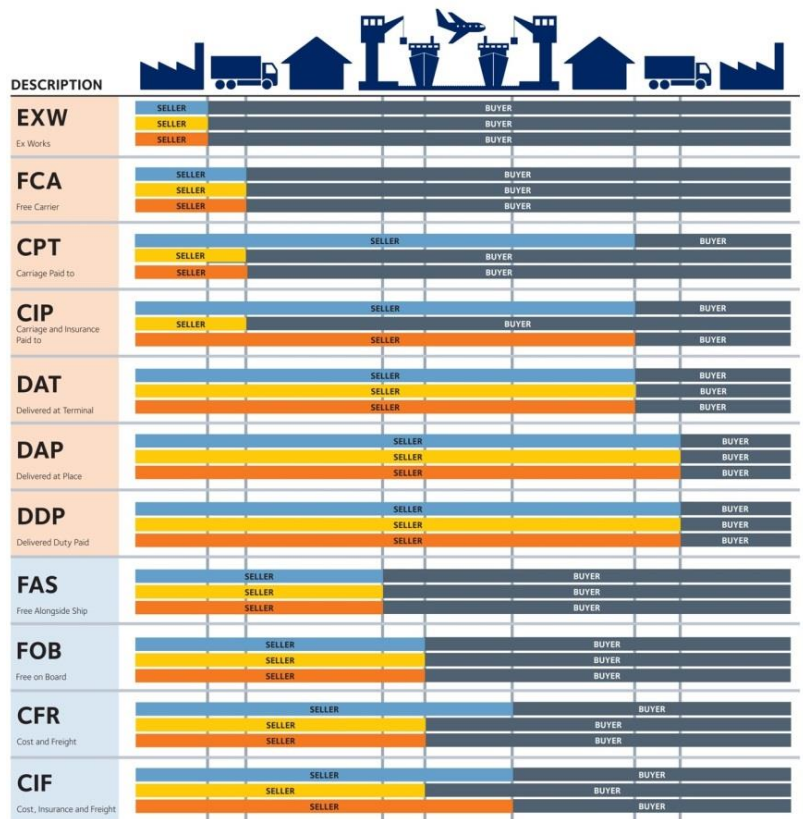 DESCRIPTION
EXW
Ex Works
SELLER BUYER
SELLER BUYER
SELLER BUYER
FCA
Free Carrier
SELLER BUYER
SELLER BUYER
SELLER BUYER
CPT
Carriage Paid to
SELLER BUYER
SELLER BUYER
SELLER BUYER
CIP
Carriage and Insurance
Paid to
SELLER BUYER
SELLER BUYER
SELLER BUYER
DAT
Delivered at Terminal
SELLER BUYER
SELLER BUYER
SELLER BUYER
DAP
Delivered at Place
SELLER BUYER
SELLER BUYER
SELLER BUYER
DDP
Delivered Duty Paid
SELLER BUYER
SELLER BUYER
SELLER BUYER
FAS
Free Alongside Ship
SELLER BUYER
SELLER BUYER
SELLER BUYER
FOB
Free on Board
SELLER BUYER
SELLER BUYER
SELLER BUYER
CFR
Cost and Freight
SELLER BUYER
SELLER BUYER
SELLER BUYER
CIF
Cost, Insurance and Freight
SELLER BUYER
SELLER BUYER
SELLER BUYER